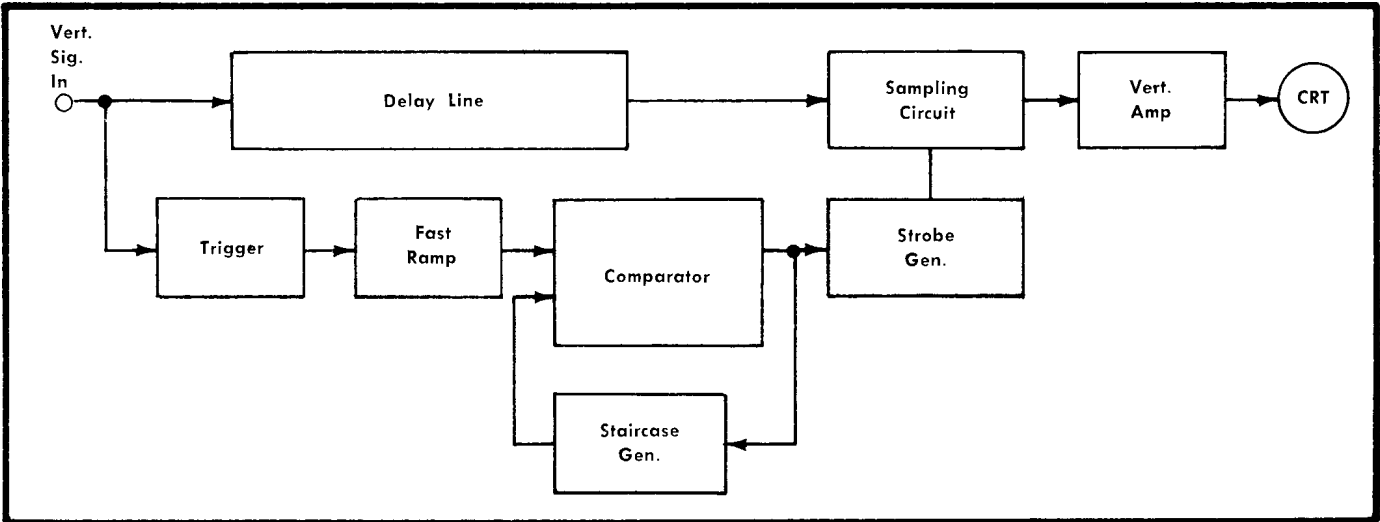 Vert.
Sig.
In
Delay Line
Sampling
Circuit
Vert.
Amp
CRT
Trigger
Fast
Ramp
Comparator
Strobe
Gen.
Staircase
Gen.